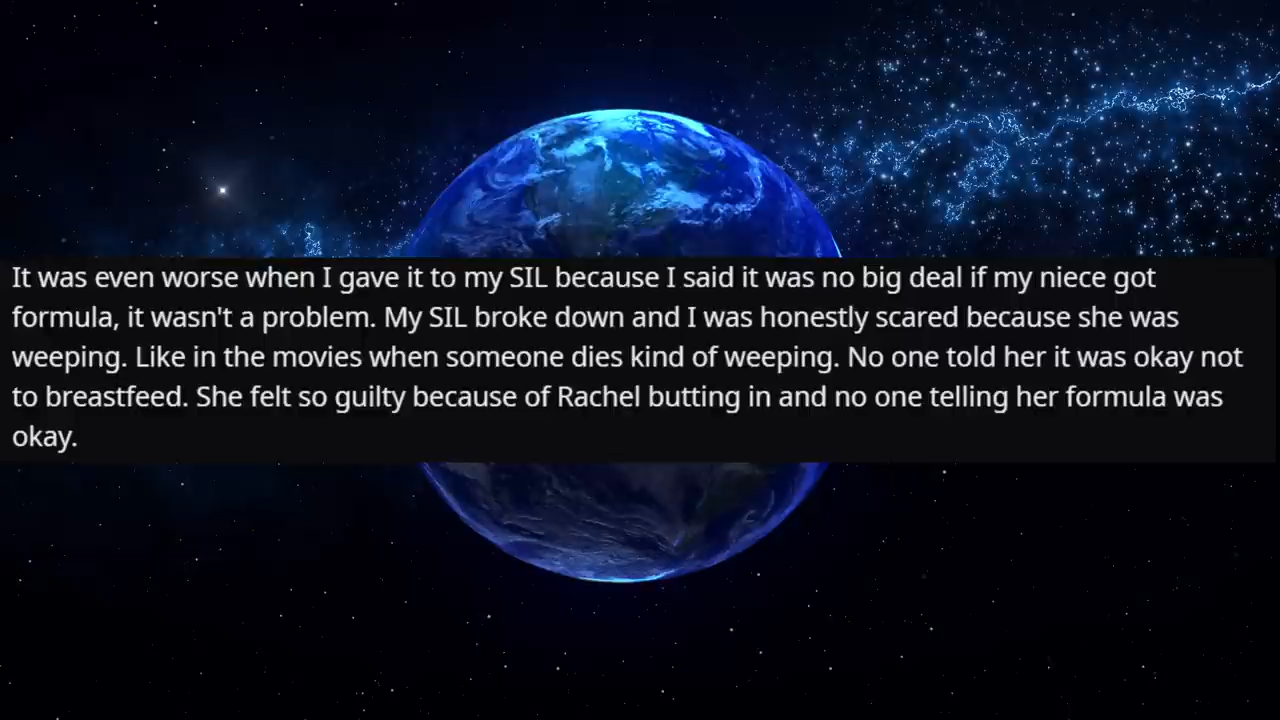 It was even worse when I gave it to my SIL because I said it was no big deal if my niece got
formula, it wasn't a problem. My SIL broke down and I was honestly scared because she was
weeping. Like in the movies when someone dies kind of weeping. No one told her it was okay not
to breastfeed. She felt so guilty because of Rachel butting in and no one telling her formula was
okay.